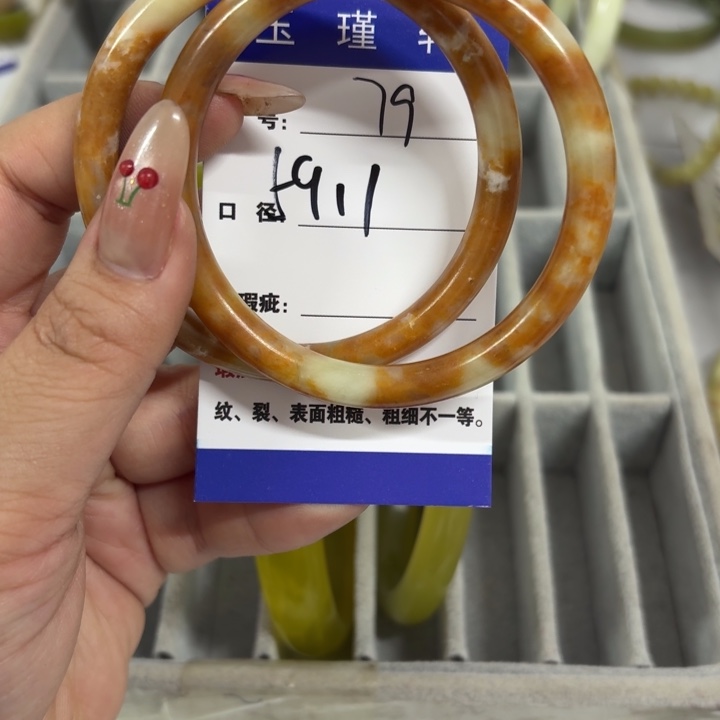 玉 瑾
号: 79
口 径 5911
瑕疵:
纹、裂、表面粗糙、粗细不一等。